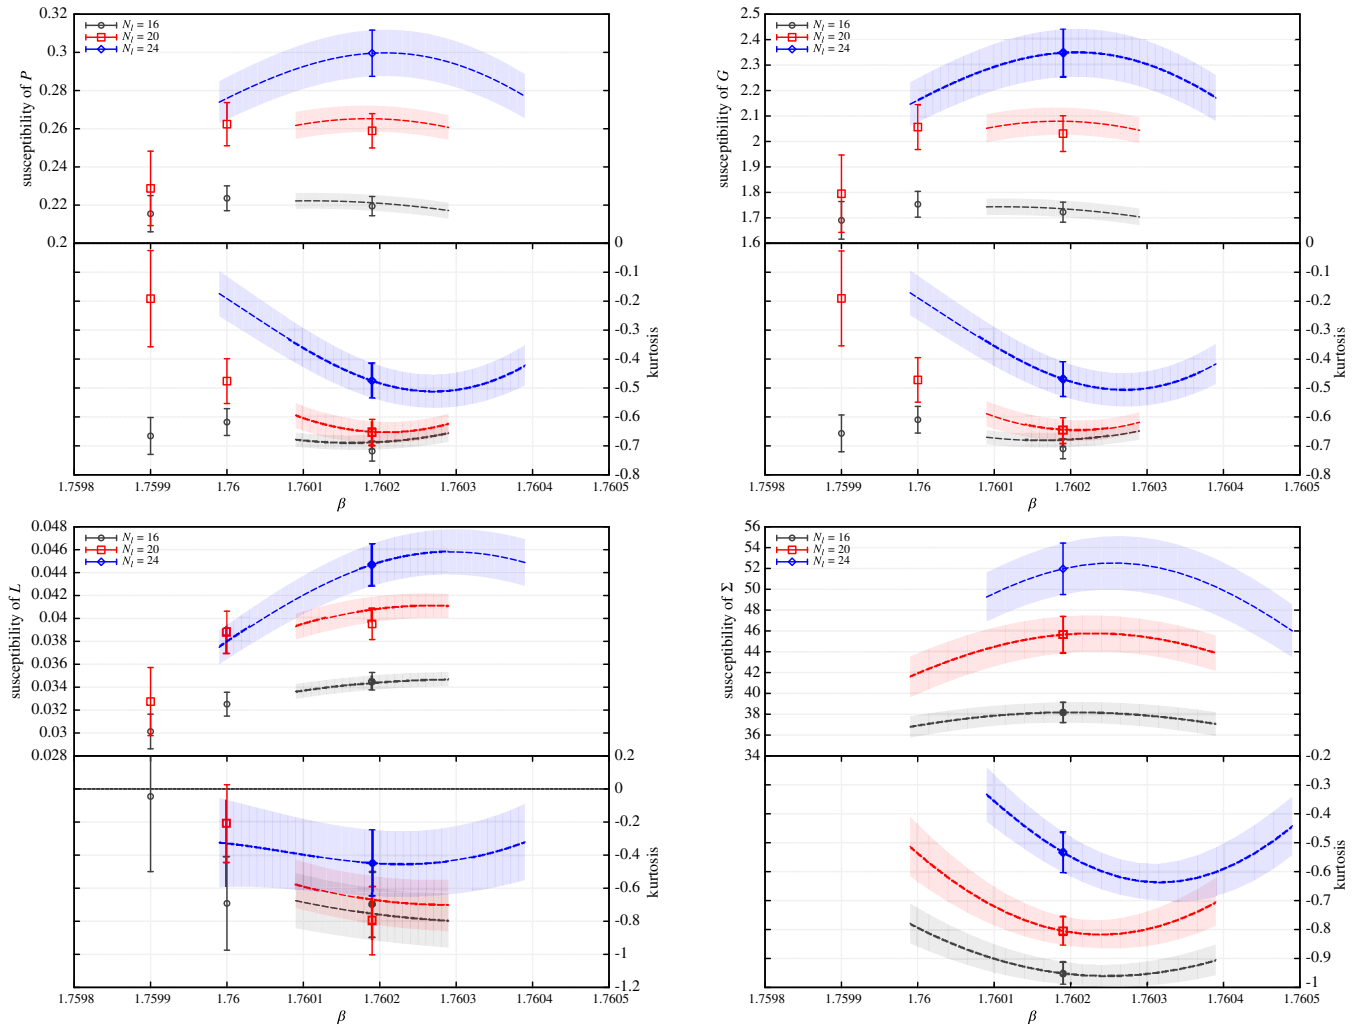 susceptibility of P
0.32
0.3
0.28
0.26
0.24
0.22
0.2
N_l = 16
N_l = 20
N_l = 24
0
-0.1
-0.2
-0.3
-0.4
-0.5
-0.6
-0.7
-0.8
kurtosis
1.7598 1.7599 1.76 1.7601 1.7602 1.7603 1.7604 1.7605
β
susceptibility of G
2.5
2.4
2.3
2.2
2.1
2
1.9
1.8
1.7
1.6
N_l = 16
N_l = 20
N_l = 24
0
-0.1
-0.2
-0.3
-0.4
-0.5
-0.6
-0.7
-0.8
kurtosis
1.7598 1.7599 1.76 1.7601 1.7602 1.7603 1.7604 1.7605
β
susceptibility of L
0.048
0.046
0.044
0.042
0.04
0.038
0.036
0.034
0.032
0.03
0.028
N_l = 16
N_l = 20
N_l = 24
0.2
0
-0.2
-0.4
-0.6
-0.8
-1
-1.2
kurtosis
1.7598 1.7599 1.76 1.7601 1.7602 1.7603 1.7604 1.7605
β
susceptibility of Σ
56
54
52
50
48
46
44
42
40
38
36
34
N_l = 16
N_l = 20
N_l = 24
-0.2
-0.3
-0.4
-0.5
-0.6
-0.7
-0.8
-0.9
-1
kurtosis
1.7598 1.7599 1.76 1.7601 1.7602 1.7603 1.7604 1.7605
β